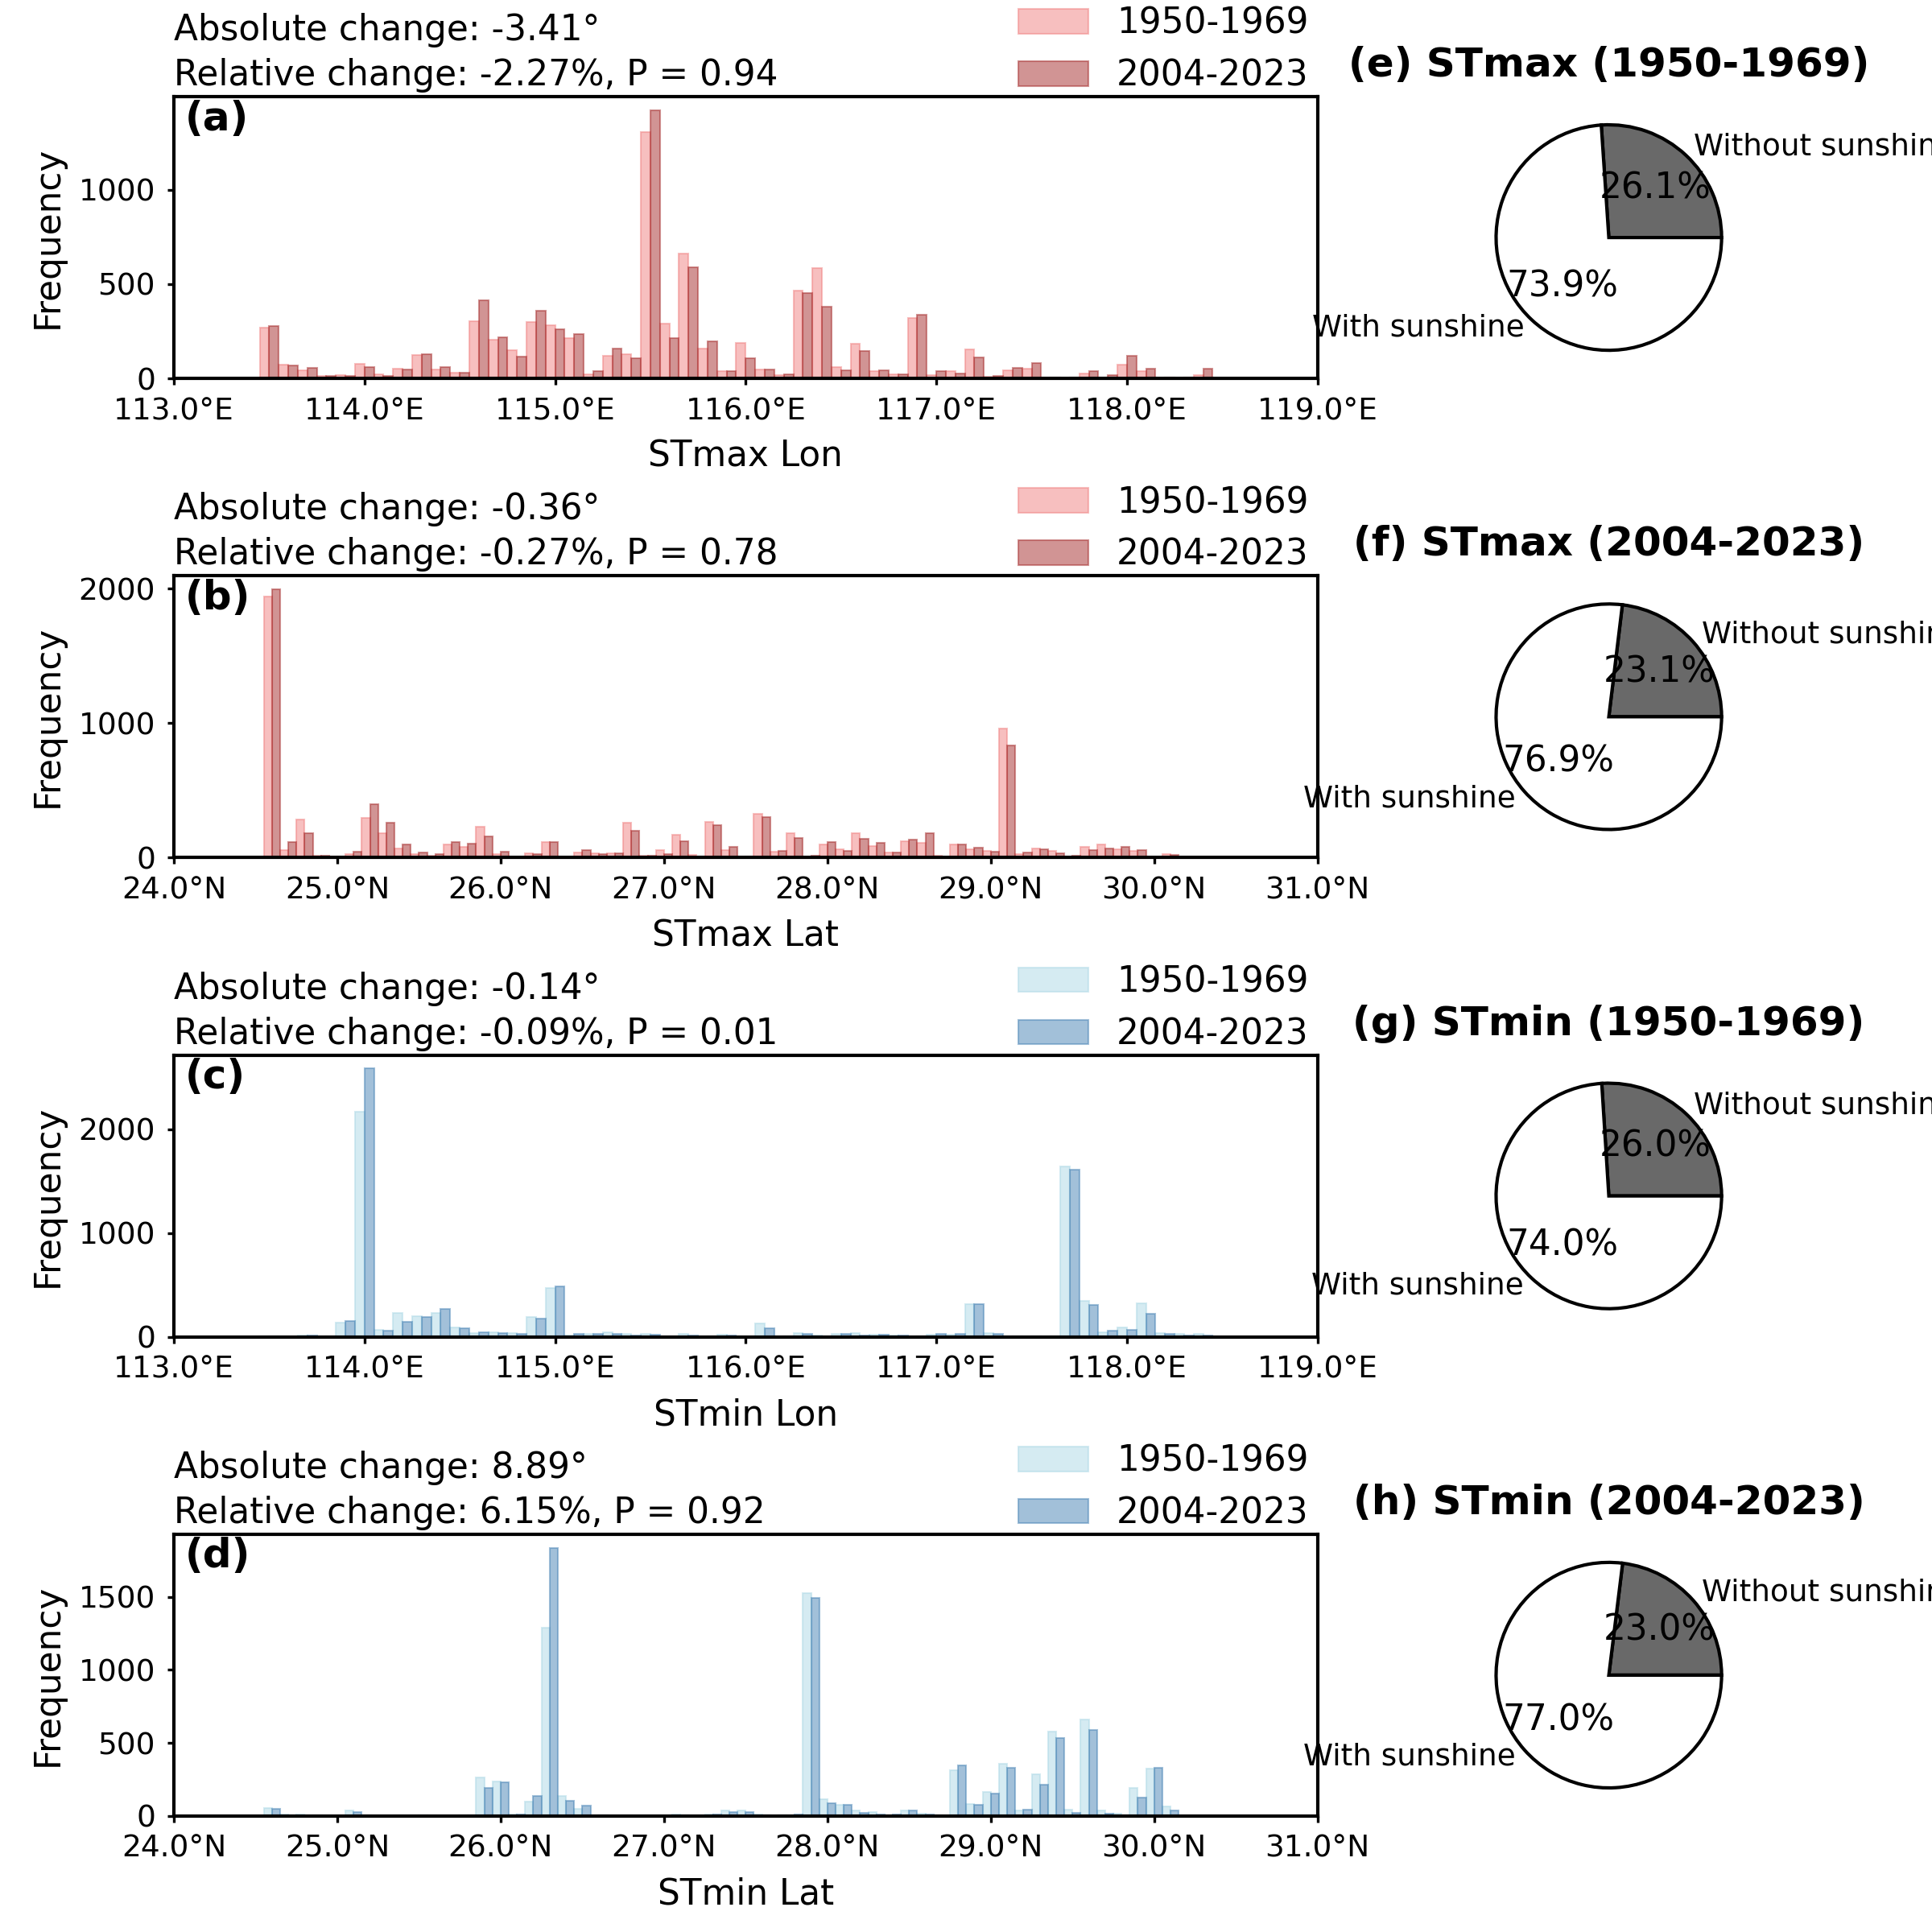 Absolute change: -3.41°
Relative change: -2.27%, P = 0.94
1950-1969
2004-2023
(a)
Frequency
1000
500
0
113.0°E 114.0°E 115.0°E 116.0°E 117.0°E 118.0°E 119.0°E
STmax Lon
(e) STmax (1950-1969)
Without sunshin
26.1%
73.9%
With sunshine
Absolute change: -0.36°
Relative change: -0.27%, P = 0.78
1950-1969
2004-2023
(b)
Frequency
2000
1000
0
24.0°N 25.0°N 26.0°N 27.0°N 28.0°N 29.0°N 30.0°N 31.0°N
STmax Lat
(f) STmax (2004-2023)
Without sunshin
23.1%
76.9%
With sunshine
Absolute change: -0.14°
Relative change: -0.09%, P = 0.01
1950-1969
2004-2023
(c)
Frequency
2000
1000
0
113.0°E 114.0°E 115.0°E 116.0°E 117.0°E 118.0°E 119.0°E
STmin Lon
(g) STmin (1950-1969)
Without sunshin
26.0%
74.0%
With sunshine
Absolute change: 8.89°
Relative change: 6.15%, P = 0.92
1950-1969
2004-2023
(d)
Frequency
1500
1000
500
0
24.0°N 25.0°N 26.0°N 27.0°N 28.0°N 29.0°N 30.0°N 31.0°N
STmin Lat
(h) STmin (2004-2023)
Without sunshin
23.0%
77.0%
With sunshine